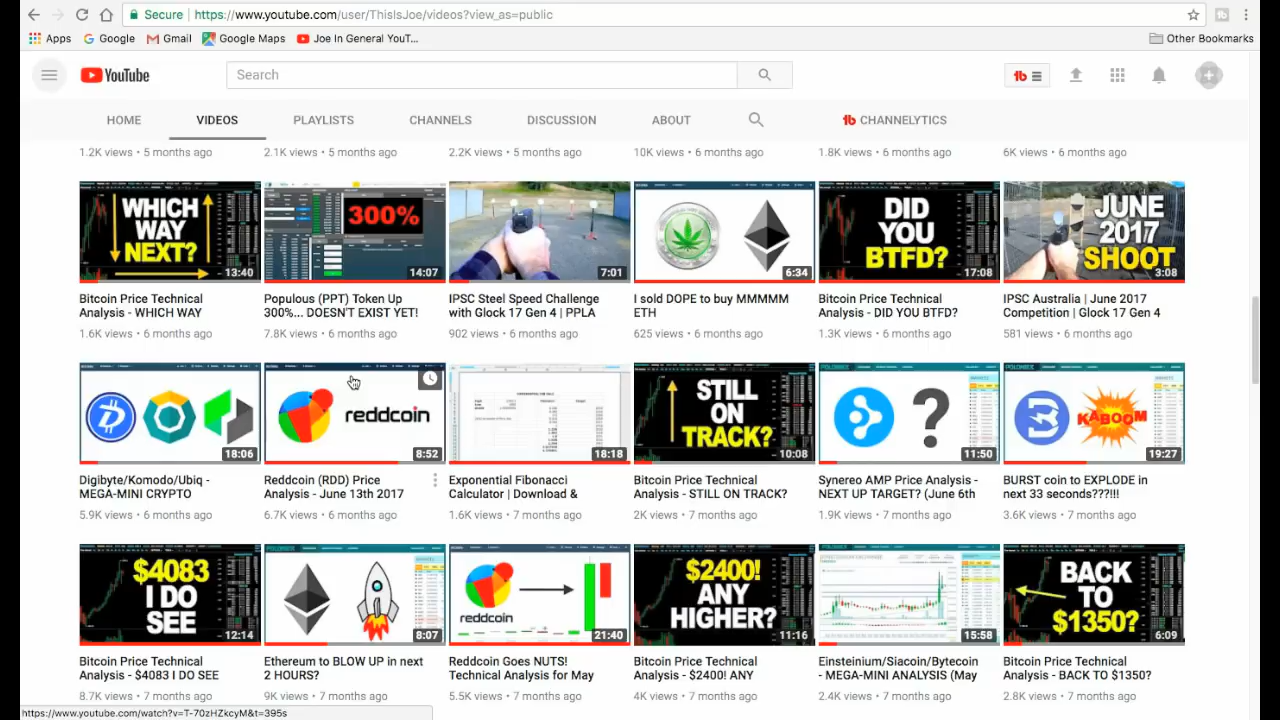 Secure https://www.youtube.com/user/ThisIsJoe/videos?view_as=public
Apps Google Gmail Google Maps Joe In General YouT... Other Bookmarks
YouTube Search
HOME VIDEOS PLAYLISTS CHANNELS DISCUSSION ABOUT CHANNELYTICS
1.2K views • 5 months ago 2.1K views • 5 months ago 2.2K views • 5 months ago 10K views • 6 months ago 1.8K views • 6 months ago 6K views • 6 months ago
WHICH WAY NEXT? 13:40
300% 14:07
7:01
6:34
DID YOU BTFD? 17:08
JUNE 2017 SHOOT 3:08
Bitcoin Price Technical Populous (PPT) Token Up IPSC Steel Speed Challenge I sold DOPE to buy MMMMM Bitcoin Price Technical IPSC Australia | June 2017
Analysis - WHICH WAY 300%... DOESN'T EXIST YET! with Glock 17 Gen 4 | PPLA ETH Analysis - DID YOU BTFD? Competition | Glock 17 Gen 4
1.6K views • 6 months ago 7.8K views • 6 months ago 902 views • 6 months ago 625 views • 6 months ago 1.3K views • 6 months ago 581 views • 6 months ago
18:06
reddcoin 8:52
18:18
STILL ON TRACK? 10:08
? 11:50
KABOOM 19:27
Digibyte/Komodo/Ubiq - Reddcoin (RDD) Price Exponential Fibonacci Bitcoin Price Technical Synereo AMP Price Analysis - BURST coin to EXPLODE in
MEGA-MINI CRYPTO Analysis - June 13th 2017 Calculator | Download & Analysis - STILL ON TRACK? NEXT UP TARGET? (June 6th next 33 seconds???!!!
5.9K views • 6 months ago 6.7K views • 6 months ago 1.6K views • 7 months ago 2K views • 7 months ago 1.9K views • 7 months ago 3.6K views • 7 months ago
$4083 I DO SEE 12:14
8:07
reddcoin 21:40
$2400! ANY HIGHER? 11:16
15:58
BACK TO $1350? 6:09
Bitcoin Price Technical Ethereum to BLOW UP in next Reddcoin Goes NUTS! Bitcoin Price Technical Einsteinium/Siacoin/Bytecoin Bitcoin Price Technical
Analysis - $4083 I DO SEE 2 HOURS? Technical Analysis for May Analysis - $2400! ANY - MEGA-MINI ANALYSIS (May Analysis - BACK TO $1350?
8.7K views • 7 months ago 9K views • 7 months ago 5.5K views • 7 months ago 4K views • 7 months ago 2.4K views • 7 months ago 2.8K views • 7 months ago
https://www.youtube.com/watch?v=T-70zHZkcyM&t=395s